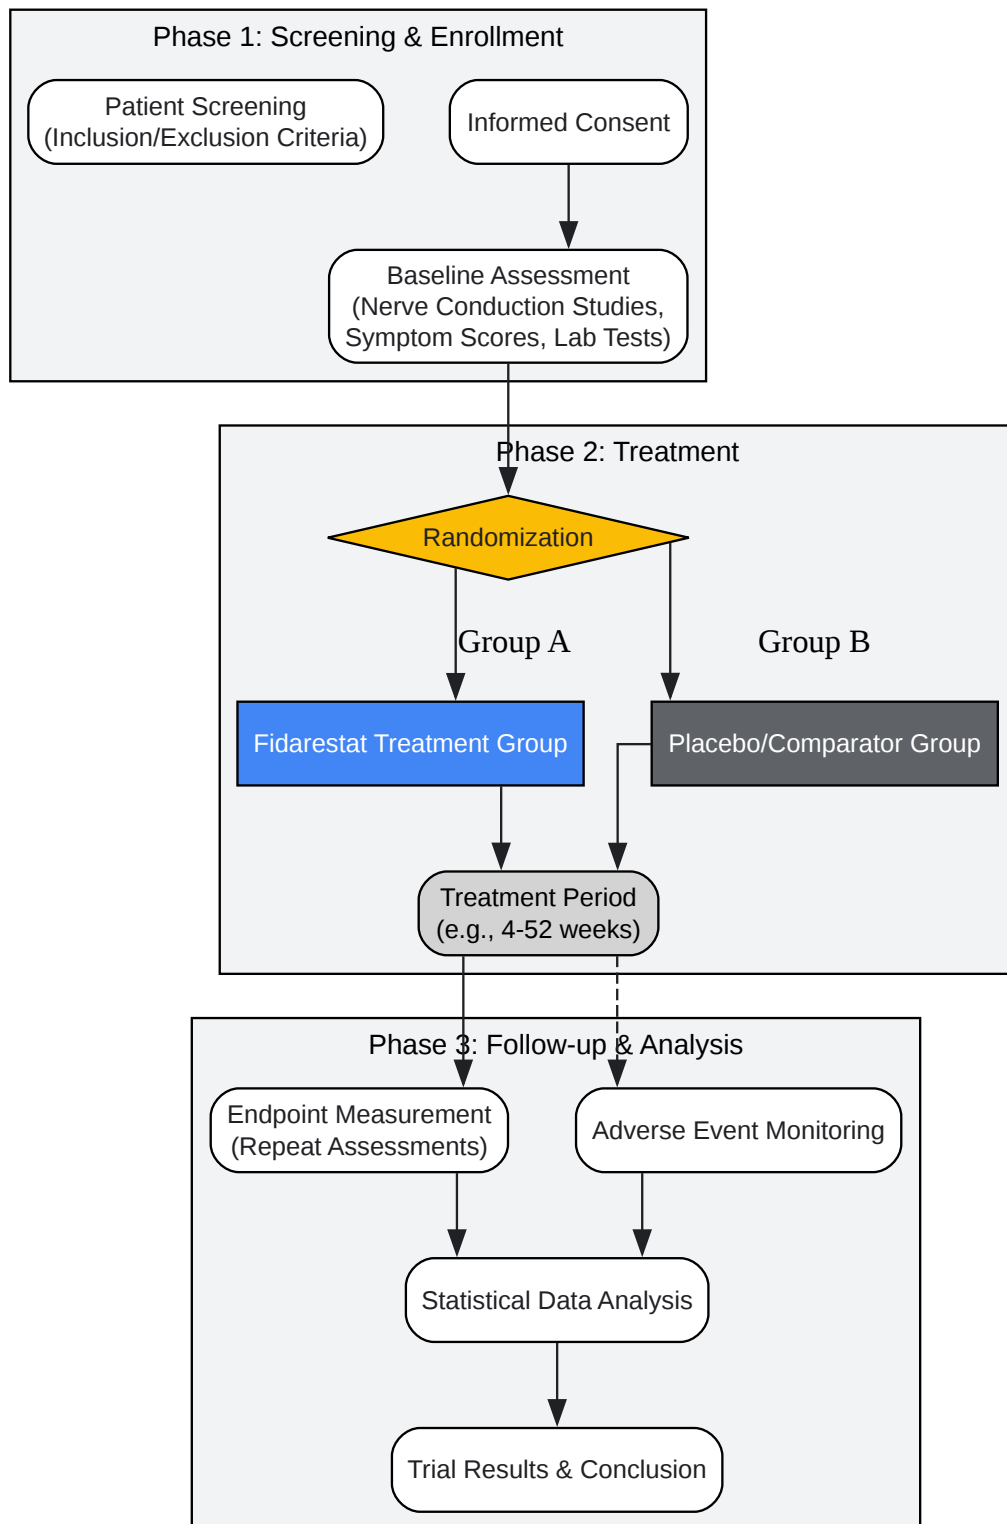 Phase 1: Screening & Enrollment
Patient Screening
(Inclusion/Exclusion Criteria)
Informed Consent
Baseline Assessment
(Nerve Conduction Studies,
Symptom Scores, Lab Tests)
Phase 2: Treatment
Randomization
Group A
Group B
Fidarestat Treatment Group
Placebo/Comparator Group
Treatment Period
(e.g., 4-52 weeks)
Phase 3: Follow-up & Analysis
Endpoint Measurement
(Repeat Assessments)
Adverse Event Monitoring
Statistical Data Analysis
Trial Results & Conclusion